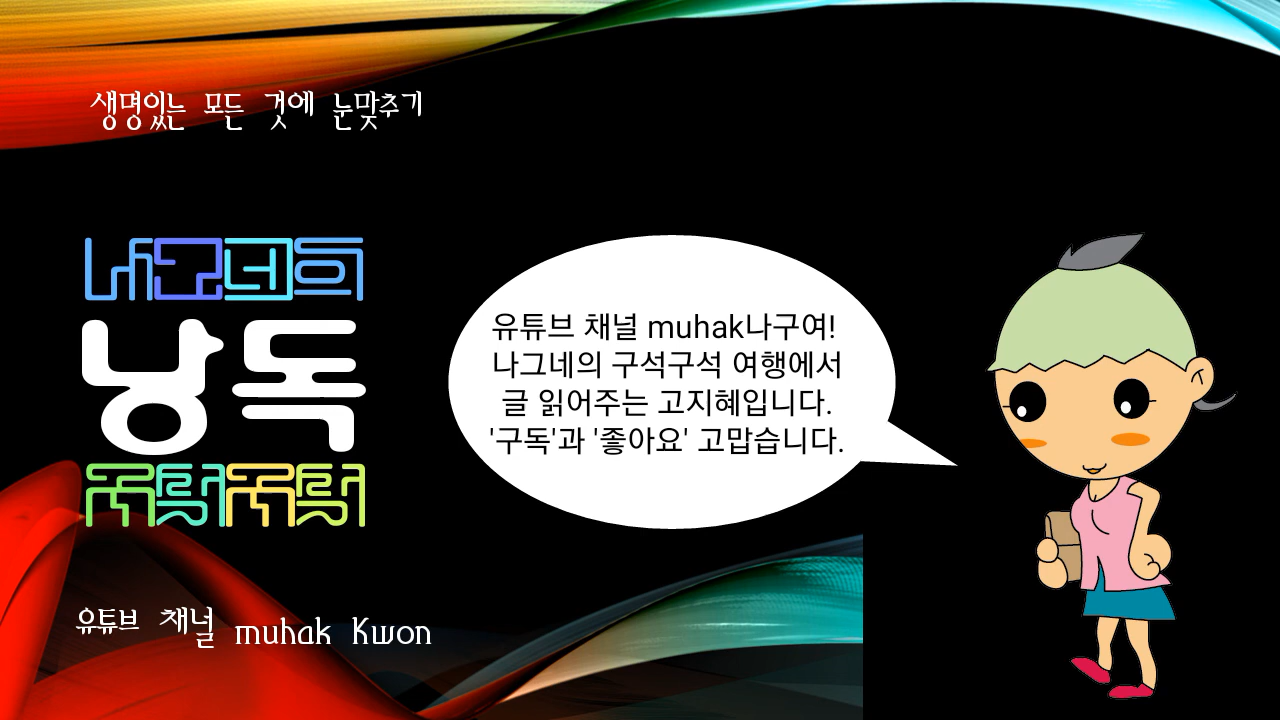 생명있는 모든 것에 눈맞추기
나그네의
낭독
구석구석
유튜브 채널 muhak나구여!
나그네의 구석구석 여행에서
글 읽어주는 고지혜입니다.
'구독'과 '좋아요' 고맙습니다.
유튜브 채널 muhak Kwon